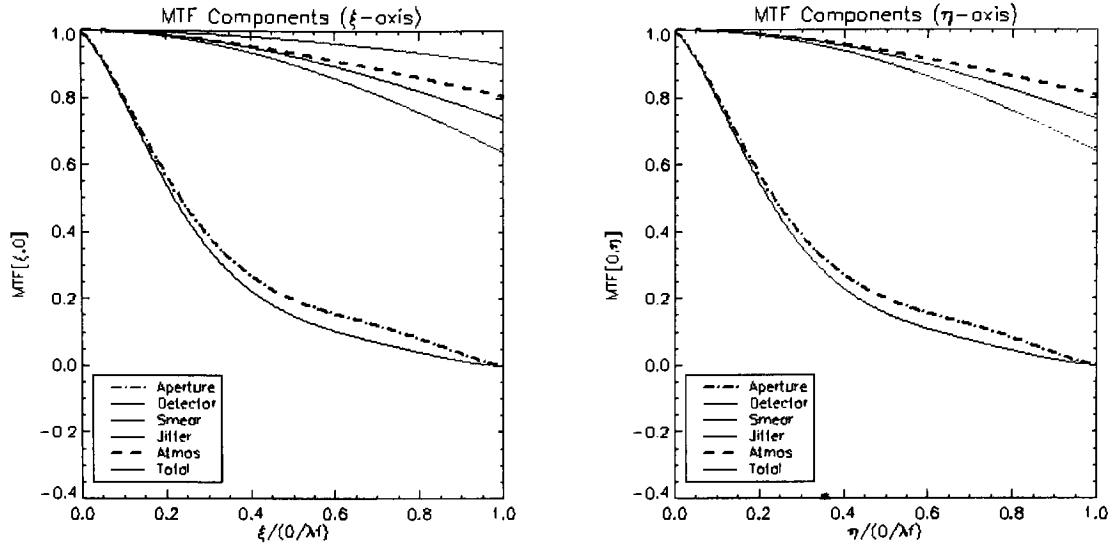 MTF Components (ξ-axis)
1.0
0.8
0.6
0.4
0.2
0.0
-0.2
-0.4
MTF[ξ,0]
Aperture
Detector
Smear
Jitter
Atmos
Total
0.0 0.2 0.4 0.6 0.8 1.0
ξ/(0/λf)
MTF Components (η-axis)
1.0
0.8
0.6
0.4
0.2
0.0
-0.2
-0.4
MTF[0,η]
Aperture
Detector
Smear
Jitter
Atmos
Total
0.0 0.2 0.4 0.6 0.8 1.0
η/(0/λf)